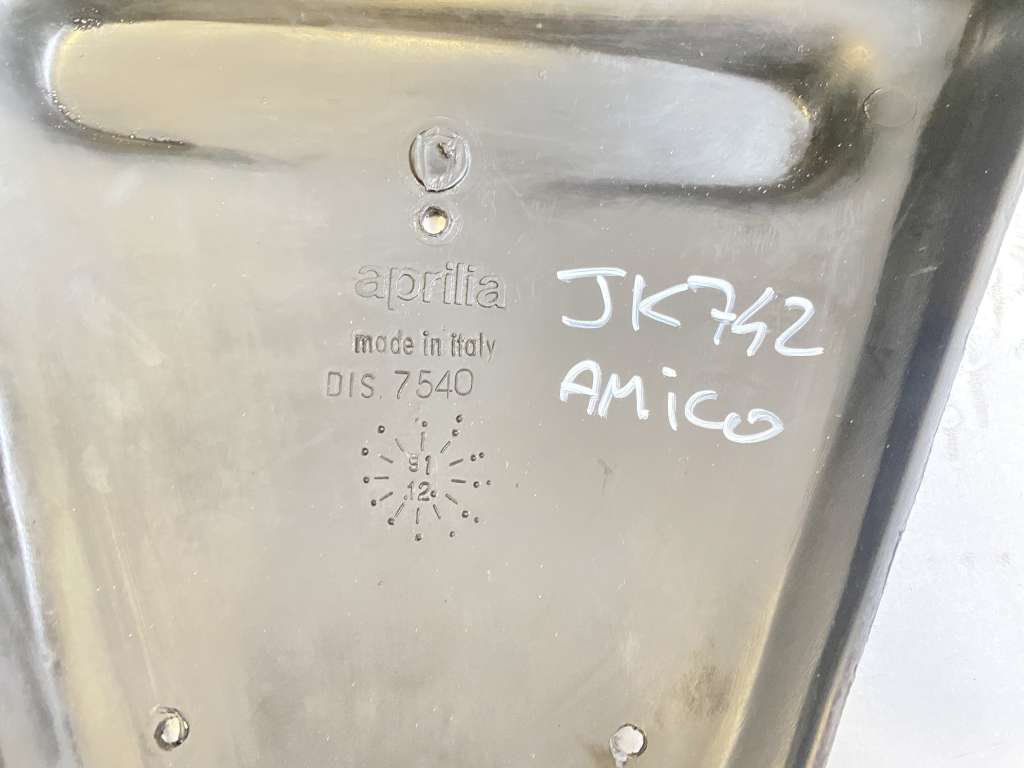 aprilia
made in italy
DIS. 7540
91
12
JK742
AMiCO